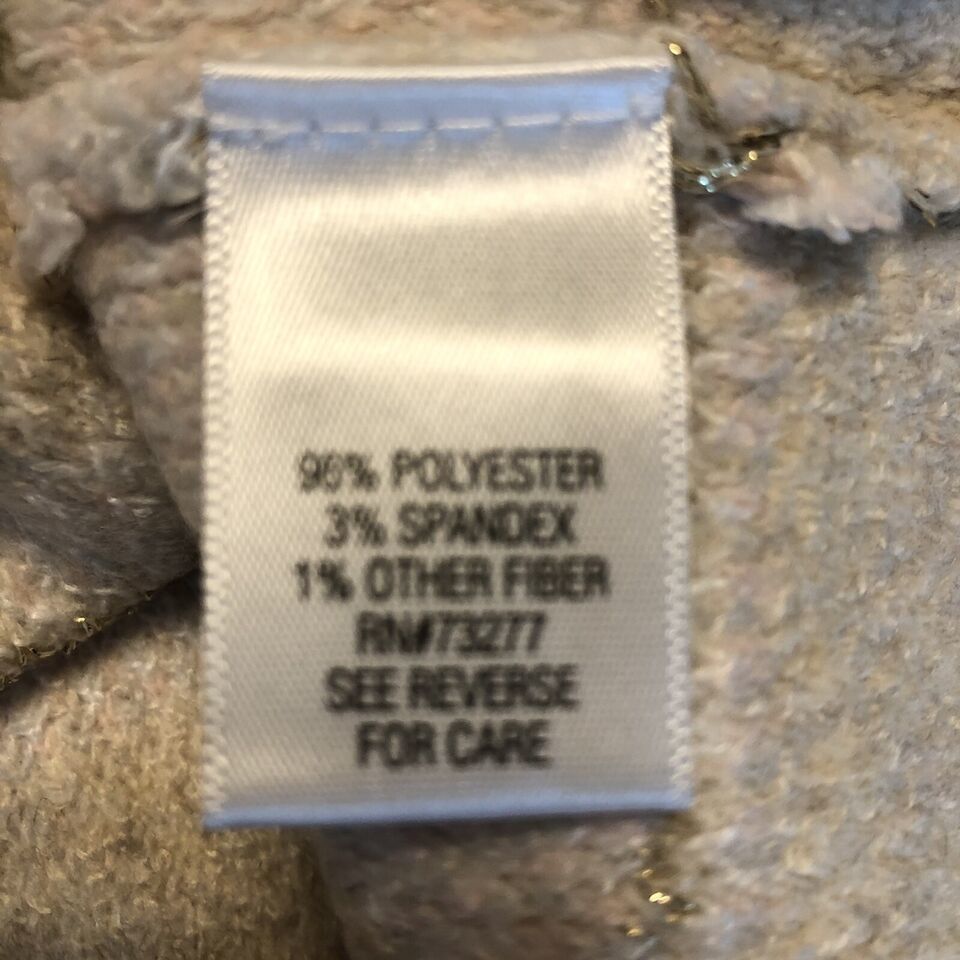 96% POLYESTER
3% SPANDEX
1% OTHER FIBER
RN#73277
SEE REVERSE
FOR CARE